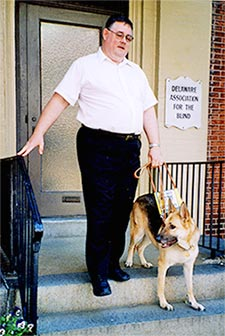 DELAWARE
ASSOCIATION
FOR THE
BLIND